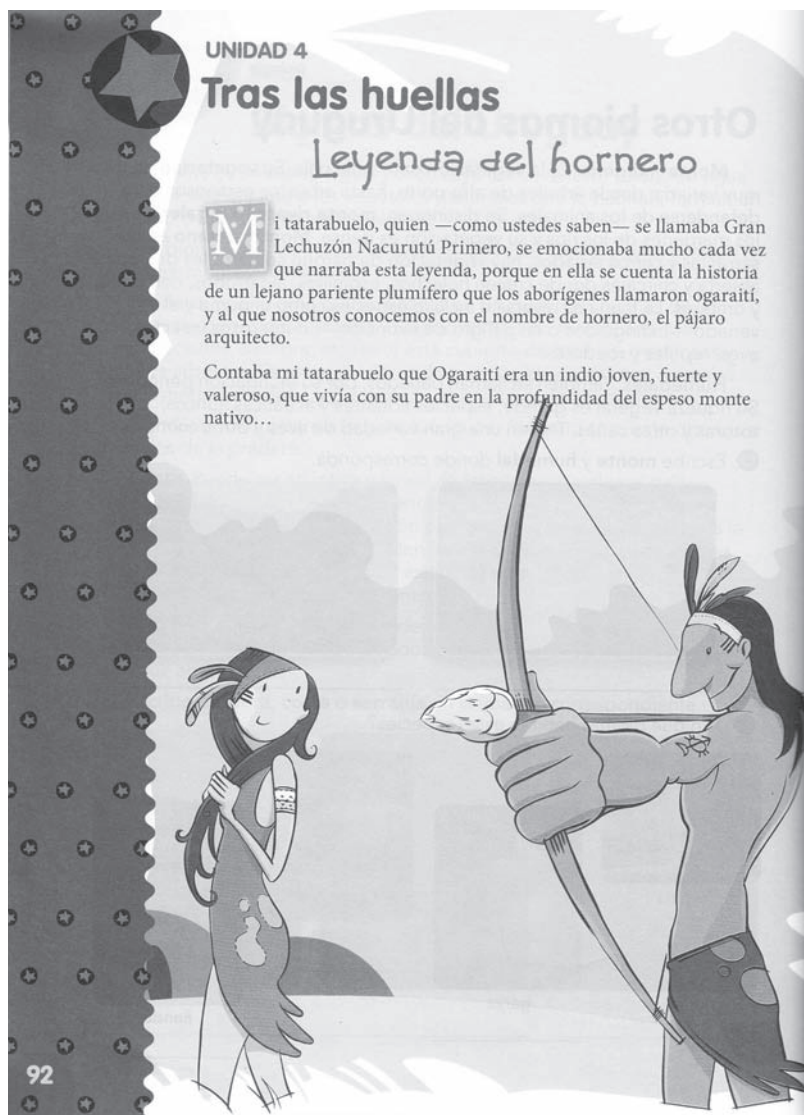 UNIDAD 4
Tras las huellas
Leyenda del hornero
Mi tatarabuelo, quien —como ustedes saben— se llamaba Gran
Lechuzón Ñacurutú Primero, se emocionaba mucho cada vez
que narraba esta leyenda, porque en ella se cuenta la historia
de un lejano pariente plumífero que los aborígenes llamaron ogaraití,
y al que nosotros conocemos con el nombre de hornero, el pájaro
arquitecto.
Contaba mi tatarabuelo que Ogaraití era un indio joven, fuerte y
valeroso, que vivía con su padre en la profundidad del espeso monte
nativo...
92